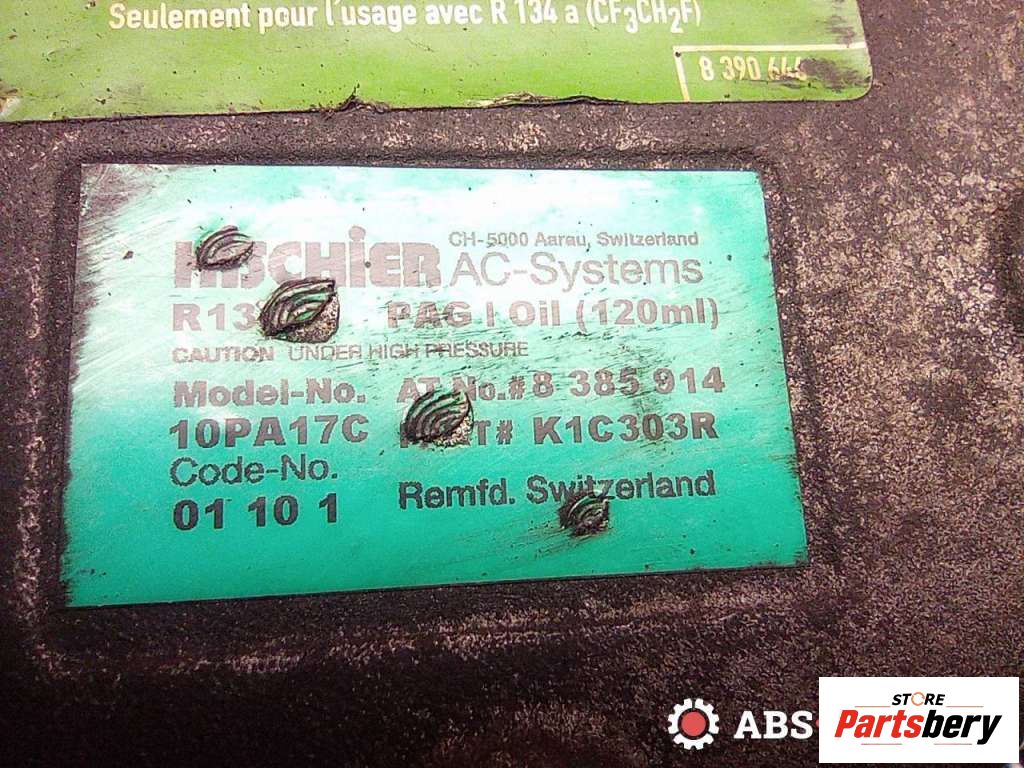 Seulement pour l'usage avec R 134 a (CF₃CH₂F)
8 390
CH-5000 Aarau, Switzerland
AC-Systems
PAG I Oil (120ml)
CAUTION UNDER HIGH PRESSURE
Model-No. AT No.# 8 385 914
10PA17C K1C303R
Code-No.
01 10 1 Remfd. Switzerland
ABS
STORE
Partsbery